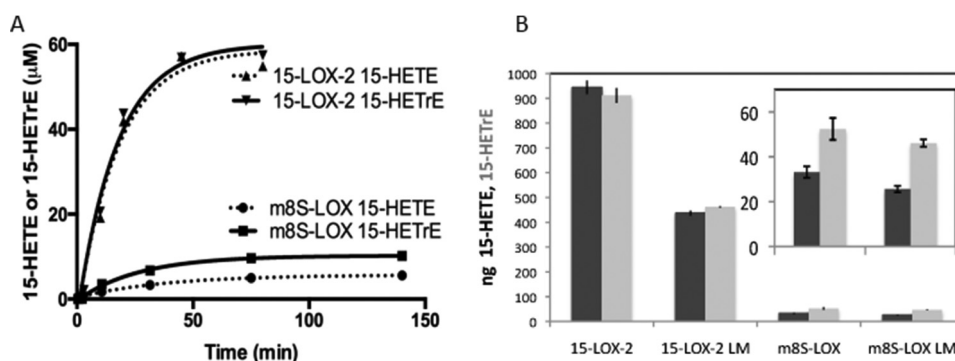 A
15-HETE or 15-HETrE (μM)
60
40
20
0
0
50
100
150
Time (min)
15-LOX-2 15-HETE
15-LOX-2 15-HETrE
m8S-LOX 15-HETE
m8S-LOX 15-HETrE
B
ng 15-HETE, 15-HETrE
1000
900
800
700
600
500
400
300
200
100
0
60
40
20
0
15-LOX-2
15-LOX-2 LM
m8S-LOX
m8S-LOX LM